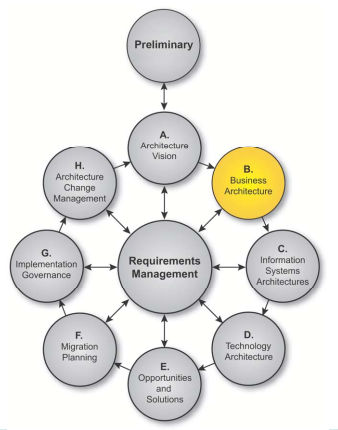 Preliminary
A.
Architecture
Vision
H.
Architecture
Change
Management
B.
Business
Architecture
G.
Implementation
Governance
Requirements
Management
C.
Information
Systems
Architectures
F.
Migration
Planning
D.
Technology
Architecture
E.
Opportunities
and
Solutions